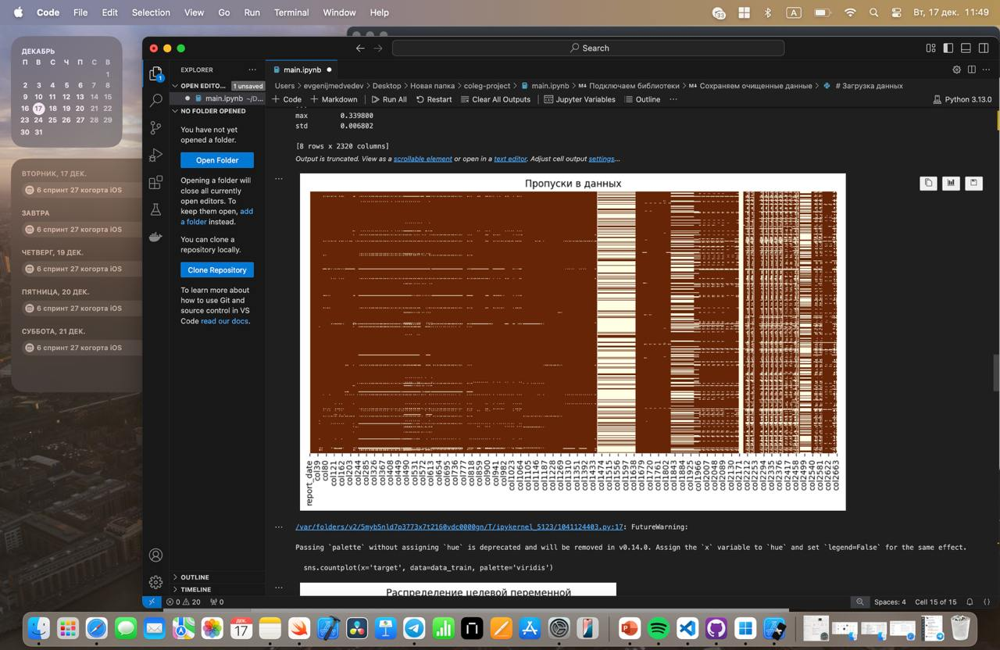 Code File Edit Selection View Go Run Terminal Window Help
33 A Вт, 17 дек. 11:49
ДЕКАБРЬ
П В С Ч П С В
1
2 3 4 5 6 7 8
9 10 11 12 13 14 15
16 17 18 19 20 21 22
23 24 25 26 27 28 29
30 31
ВТОРНИК, 17 ДЕК.
6 спринт 27 когорта iOS
ЗАВТРА
6 спринт 27 когорта iOS
ЧЕТВЕРГ, 19 ДЕК.
6 спринт 27 когорта iOS
ПЯТНИЦА, 20 ДЕК.
6 спринт 27 когорта iOS
СУББОТА, 21 ДЕК.
6 спринт 27 когорта iOS
Search
EXPLORER
OPEN EDITO... 1 unsaved
main.ipynb ~/D...
NO FOLDER OPENED
You have not yet
opened a folder.
Open Folder
Opening a folder will
close all currently
open editors. To
keep them open, add
a folder instead.
You can clone a
repository locally.
Clone Repository
To learn more about
how to use Git and
source control in VS
Code read our docs.
OUTLINE
TIMELINE
1
main.ipynb
Users > evgenijmedvedev > Desktop > Новая папка > coleg-project > main.ipynb > M↓ Подключаем библиотеки > M↓ Сохраняем очищенные данные > # Загрузка данных
+ Code + Markdown Run All Restart Clear All Outputs Jupyter Variables Outline ... Python 3.13.0
max 0.339800
std 0.006802
[8 rows x 2320 columns]
Output is truncated. View as a scrollable element or open in a text editor. Adjust cell output settings...
Пропуски в данных
report_date col39 col80 col121 col162 col203 col244 col285 col326 col367 col408 col449 col490 col531 col572 col613 col654 col695 col736 col777 col818 col859 col900 col941 col982 col1023 col1064 col1105 col1146 col1187 col1228 col1269 col1310 col1351 col1392 col1433 col1474 col1515 col1556 col1597 col1638 col1679 col1720 col1761 col1802 col1843 col1884 col1925 col1966 col2007 col2048 col2089 col2130 col2171 col2212 col2253 col2294 col2335 col2376 col2417 col2458 col2499 col2540 col2581 col2622 col2663
/var/folders/v2/5myb5nld7p3773x7t2160vdc0000gn/T/ipykernel_5123/1041124403.py:17: FutureWarning:
Passing `palette` without assigning `hue` is deprecated and will be removed in v0.14.0. Assign the `x` variable to `hue` and set `legend=False` for the same effect.
sns.countplot(x='target', data=data_train, palette='viridis')
Распределение целевой переменной
0 20 0 Spaces: 4 Cell 15 of 15
ДЕК.
17